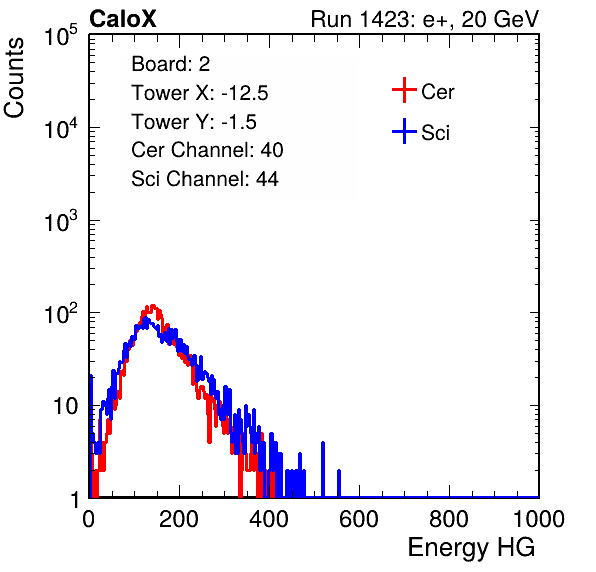 CaloX Run 1423: e+, 20 GeV
Board: 2
Tower X: -12.5
Tower Y: -1.5
Cer Channel: 40
Sci Channel: 44
Cer
Sci
Counts
10^5
10^4
10^3
10^2
10
1
0 200 400 600 800 1000
Energy HG